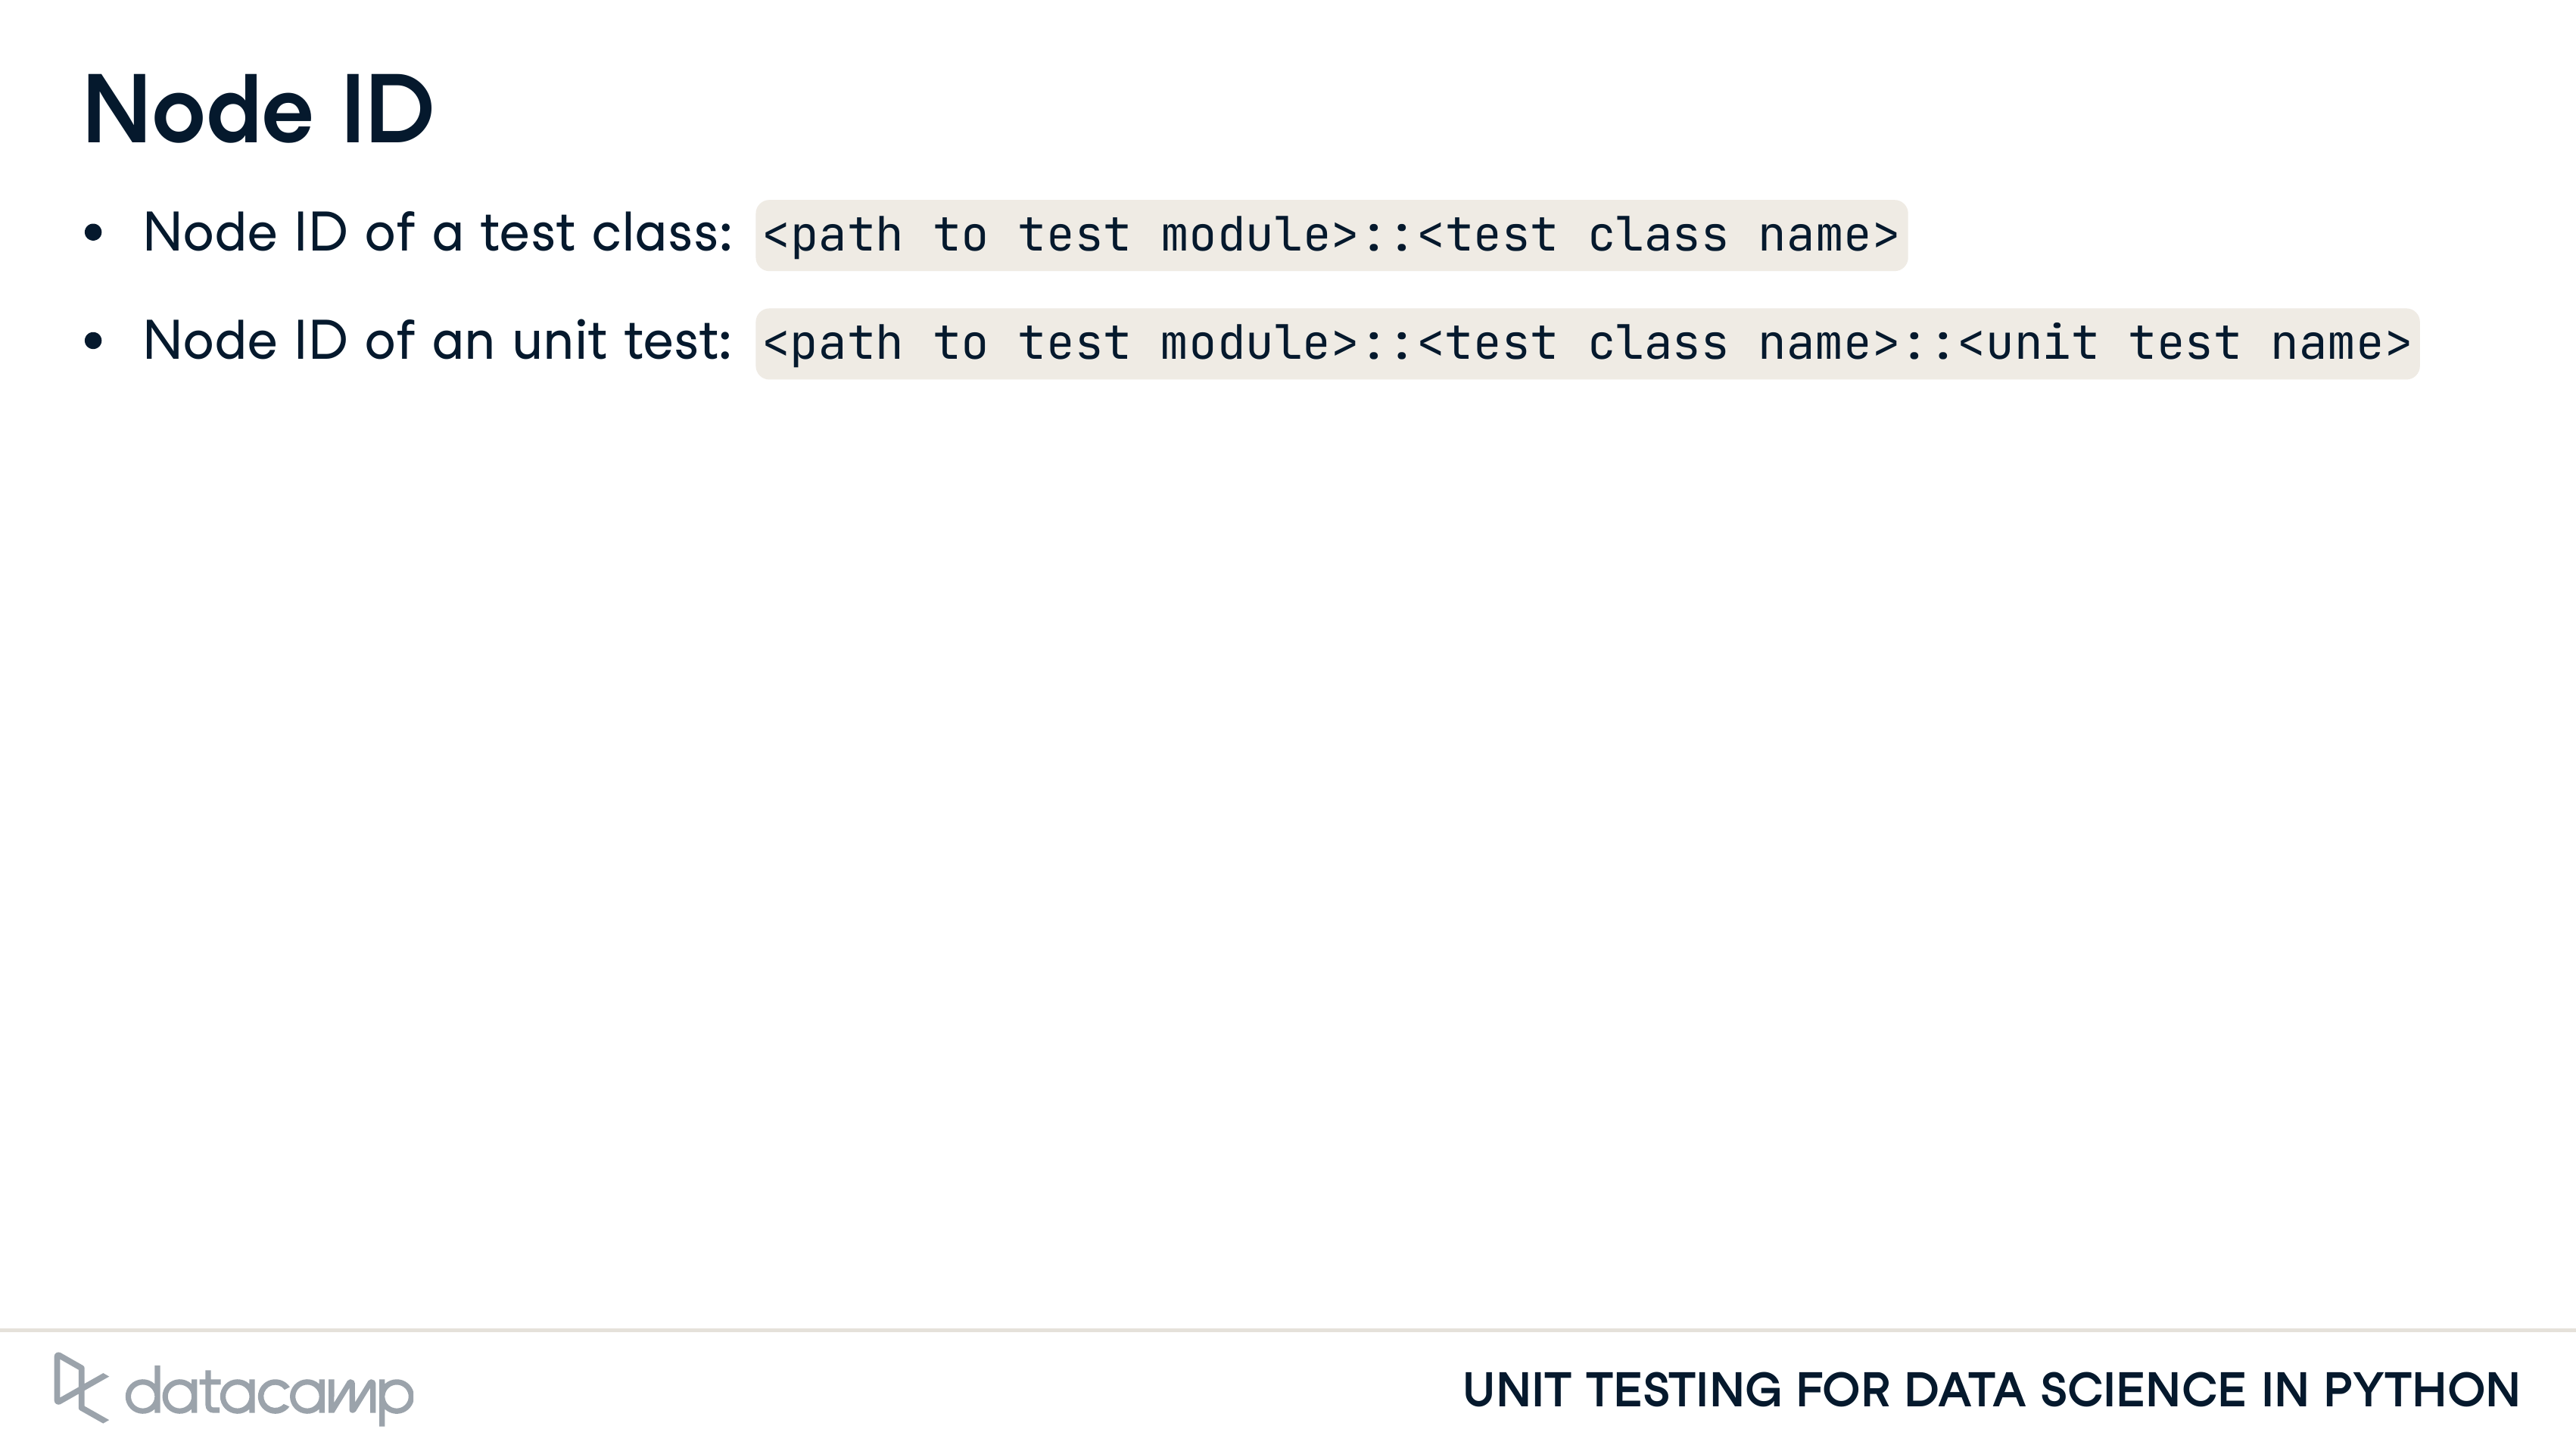 Node ID
• Node ID of a test class: <path to test module>::<test class name>
• Node ID of an unit test: <path to test module>::<test class name>::<unit test name>
datacamp
UNIT TESTING FOR DATA SCIENCE IN PYTHON